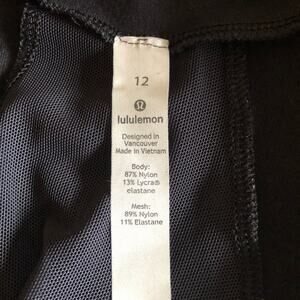 12
lululemon
Designed in
Vancouver
Made in Vietnam
Body:
87% Nylon
13% Lycra®
elastane
Mesh:
89% Nylon
11% Elastane